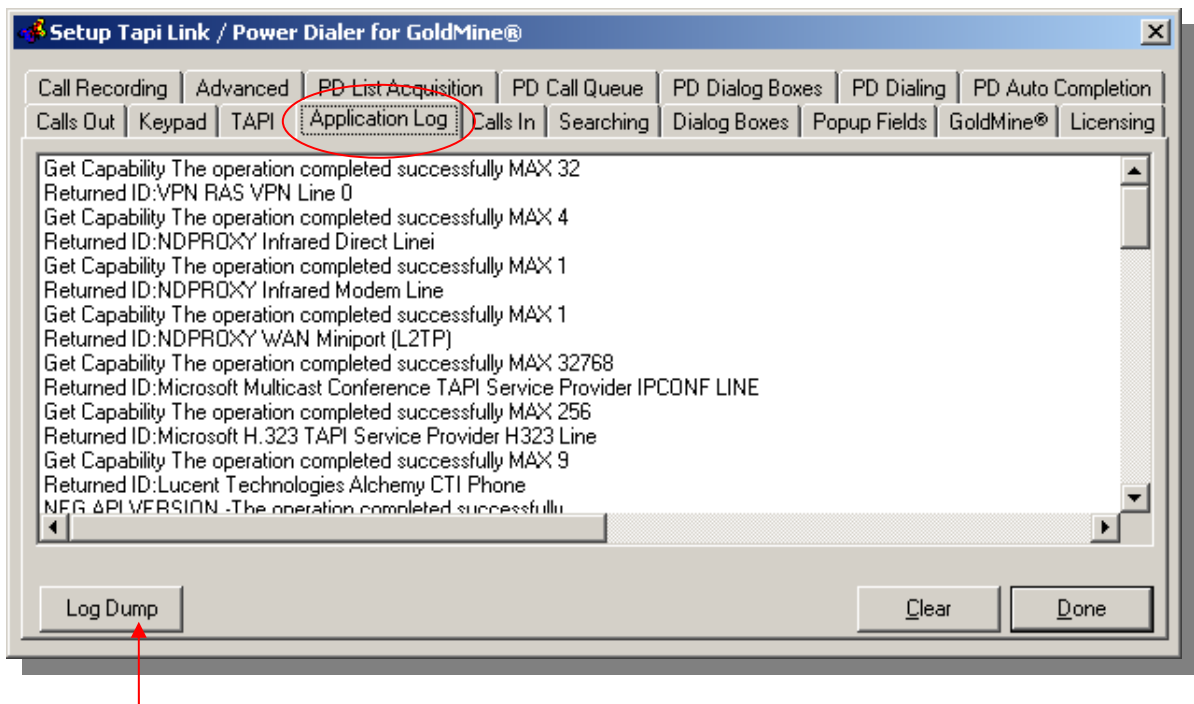 Setup Tapi Link / Power Dialer for GoldMine®
Call Recording Advanced PD List Acquisition PD Call Queue PD Dialog Boxes PD Dialing PD Auto Completion
Calls Out Keypad TAPI Application Log Calls In Searching Dialog Boxes Popup Fields GoldMine® Licensing
Get Capability The operation completed successfully MAX 32
Returned ID:VPN RAS VPN Line 0
Get Capability The operation completed successfully MAX 4
Returned ID:NDPROXY Infrared Direct Linei
Get Capability The operation completed successfully MAX 1
Returned ID:NDPROXY Infrared Modem Line
Get Capability The operation completed successfully MAX 1
Returned ID:NDPROXY WAN Miniport (L2TP)
Get Capability The operation completed successfully MAX 32768
Returned ID:Microsoft Multicast Conference TAPI Service Provider IPCONF LINE
Get Capability The operation completed successfully MAX 256
Returned ID:Microsoft H.323 TAPI Service Provider H323 Line
Get Capability The operation completed successfully MAX 9
Returned ID:Lucent Technologies Alchemy CTI Phone
NEG API VERSION -The operation completed successfully
Log Dump Clear Done